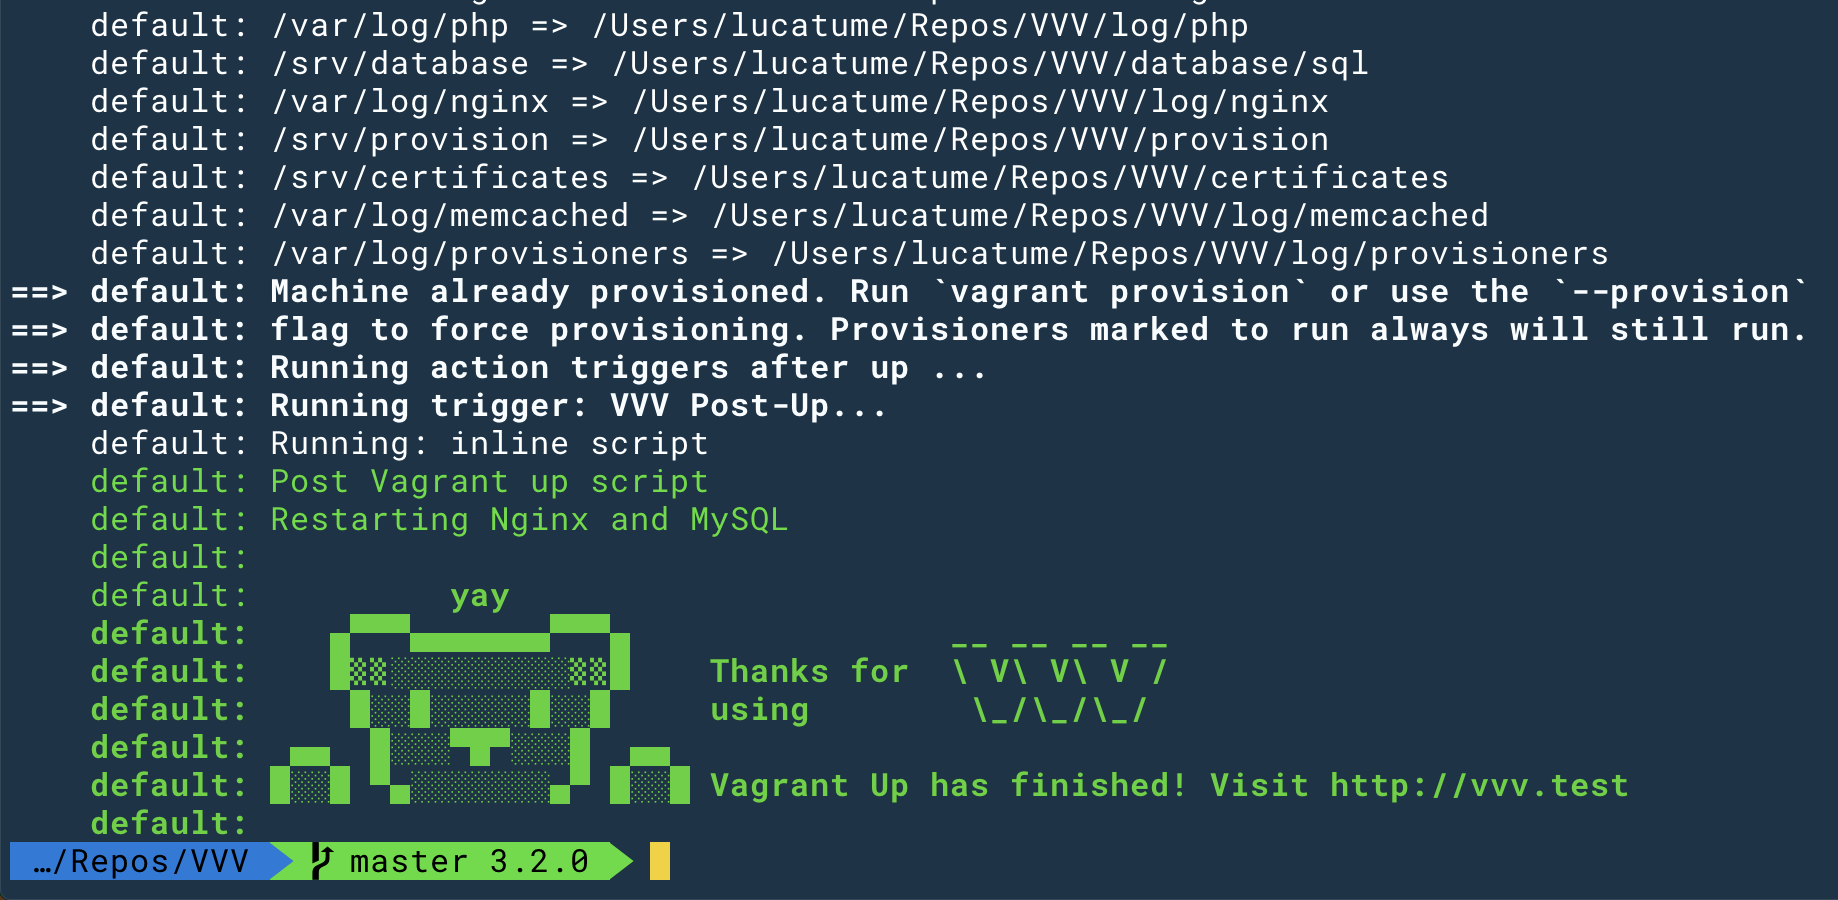 default: /var/log/php => /Users/lucatume/Repos/VVV/log/php
default: /srv/database => /Users/lucatume/Repos/VVV/database/sql
default: /var/log/nginx => /Users/lucatume/Repos/VVV/log/nginx
default: /srv/provision => /Users/lucatume/Repos/VVV/provision
default: /srv/certificates => /Users/lucatume/Repos/VVV/certificates
default: /var/log/memcached => /Users/lucatume/Repos/VVV/log/memcached
default: /var/log/provisioners => /Users/lucatume/Repos/VVV/log/provisioners
==> default: Machine already provisioned. Run `vagrant provision` or use the `--provision`
==> default: flag to force provisioning. Provisioners marked to run always will still run.
==> default: Running action triggers after up ...
==> default: Running trigger: VVV Post-Up...
default: Running: inline script
default: Post Vagrant up script
default: Restarting Nginx and MySQL
default:
default: yay
default: __ __ __ __
default: Thanks for \ V\ V\ V /
default: using \_/\_/\_/
default:
default: Vagrant Up has finished! Visit http://vvv.test
default:
…/Repos/VVV master 3.2.0